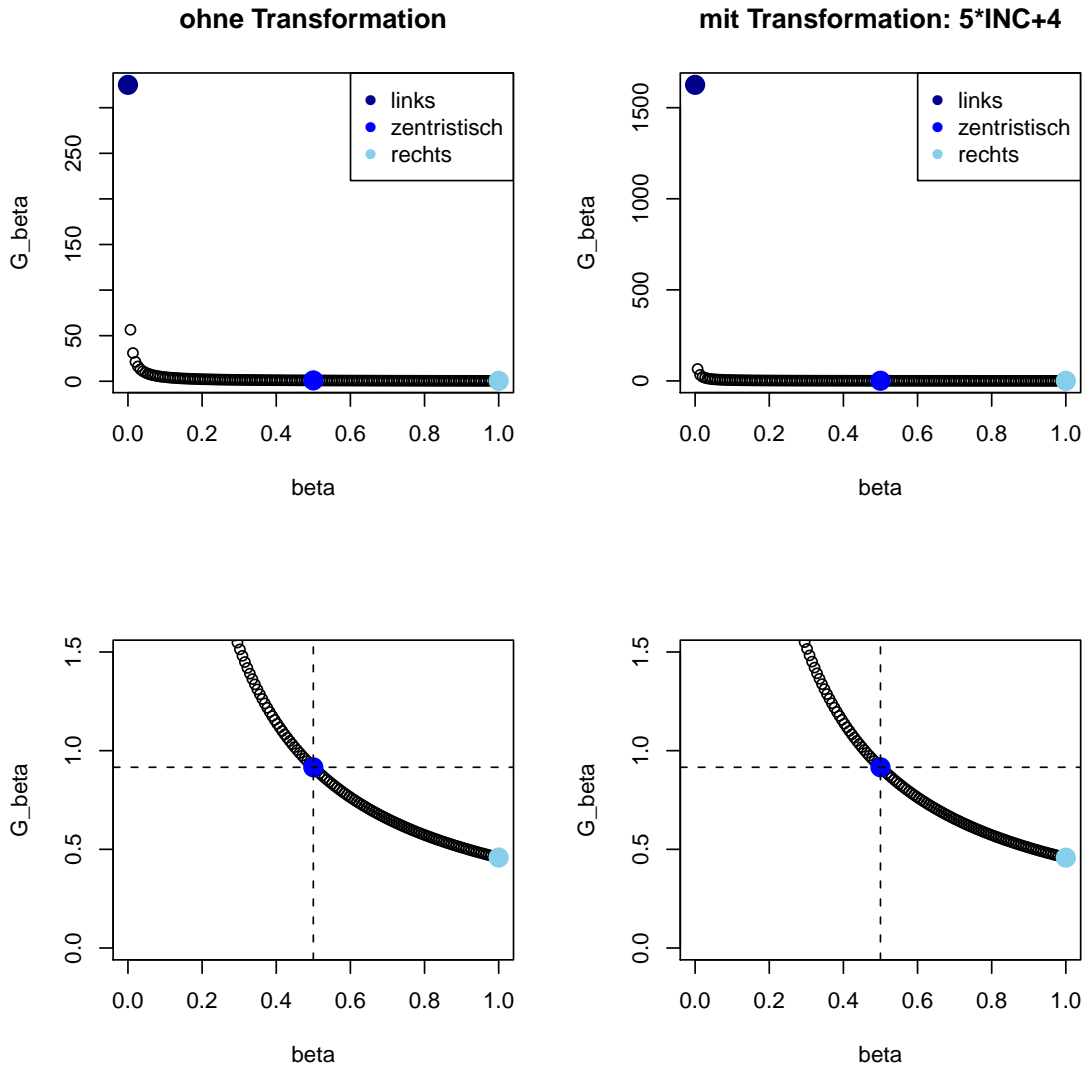 ohne Transformation
G_beta
0 50 150 250
links
zentristisch
rechts
0.0 0.2 0.4 0.6 0.8 1.0
beta
mit Transformation: 5*INC+4
G_beta
0 500 1000 1500
links
zentristisch
rechts
0.0 0.2 0.4 0.6 0.8 1.0
beta
G_beta
0.0 0.5 1.0 1.5
0.0 0.2 0.4 0.6 0.8 1.0
beta
G_beta
0.0 0.5 1.0 1.5
0.0 0.2 0.4 0.6 0.8 1.0
beta